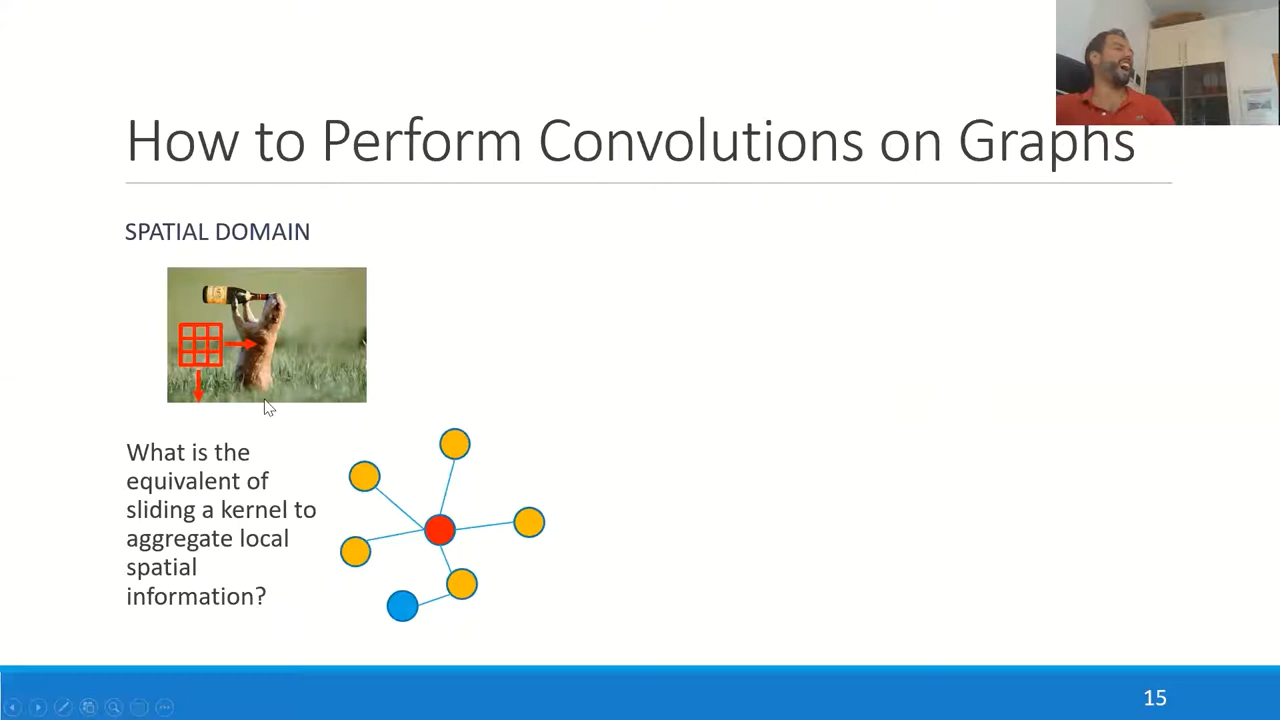 How to Perform Convolutions on Graphs
SPATIAL DOMAIN
What is the
equivalent of
sliding a kernel to
aggregate local
spatial
information?
15